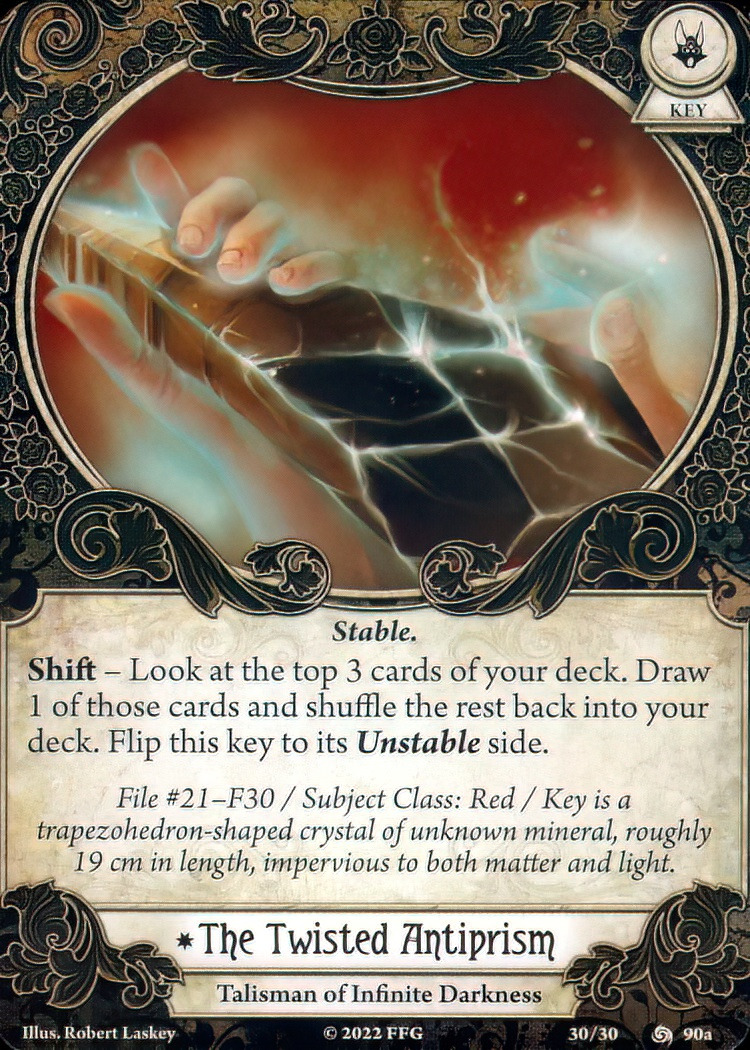 KEY
Stable.
Shift – Look at the top 3 cards of your deck. Draw
1 of those cards and shuffle the rest back into your
deck. Flip this key to its Unstable side.
File #21–F30 / Subject Class: Red / Key is a
trapezohedron-shaped crystal of unknown mineral, roughly
19 cm in length, impervious to both matter and light.
The Twisted Antiprism
Talisman of Infinite Darkness
Illus. Robert Laskey © 2022 FFG 30/30 90a